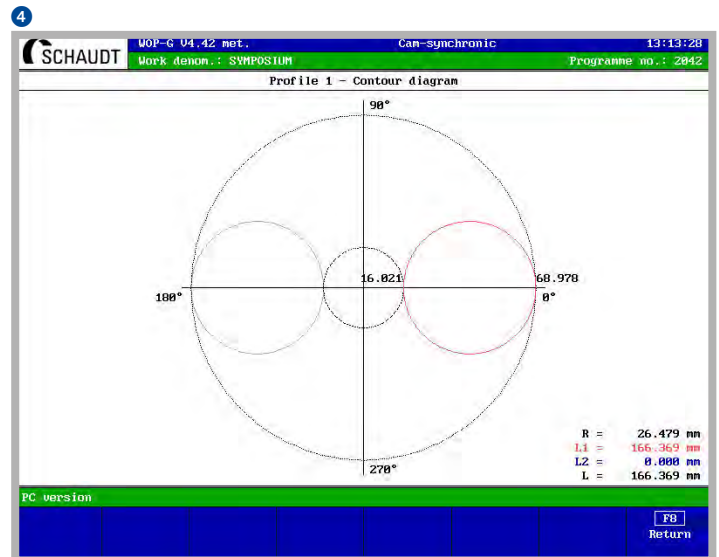 4
SCHAUDT
WOP-G V4.42 met. Cam-synchronic 13:13:28
Work denom.: SYMPOSIUM Programme no.: 2042
Profile 1 - Contour diagram
90°
16.021 68.978
180° 0°
R = 26.479 mm
L1 = 166.369 mm
L2 = 0.000 mm
270°
L = 166.369 mm
PC version
F8
Return